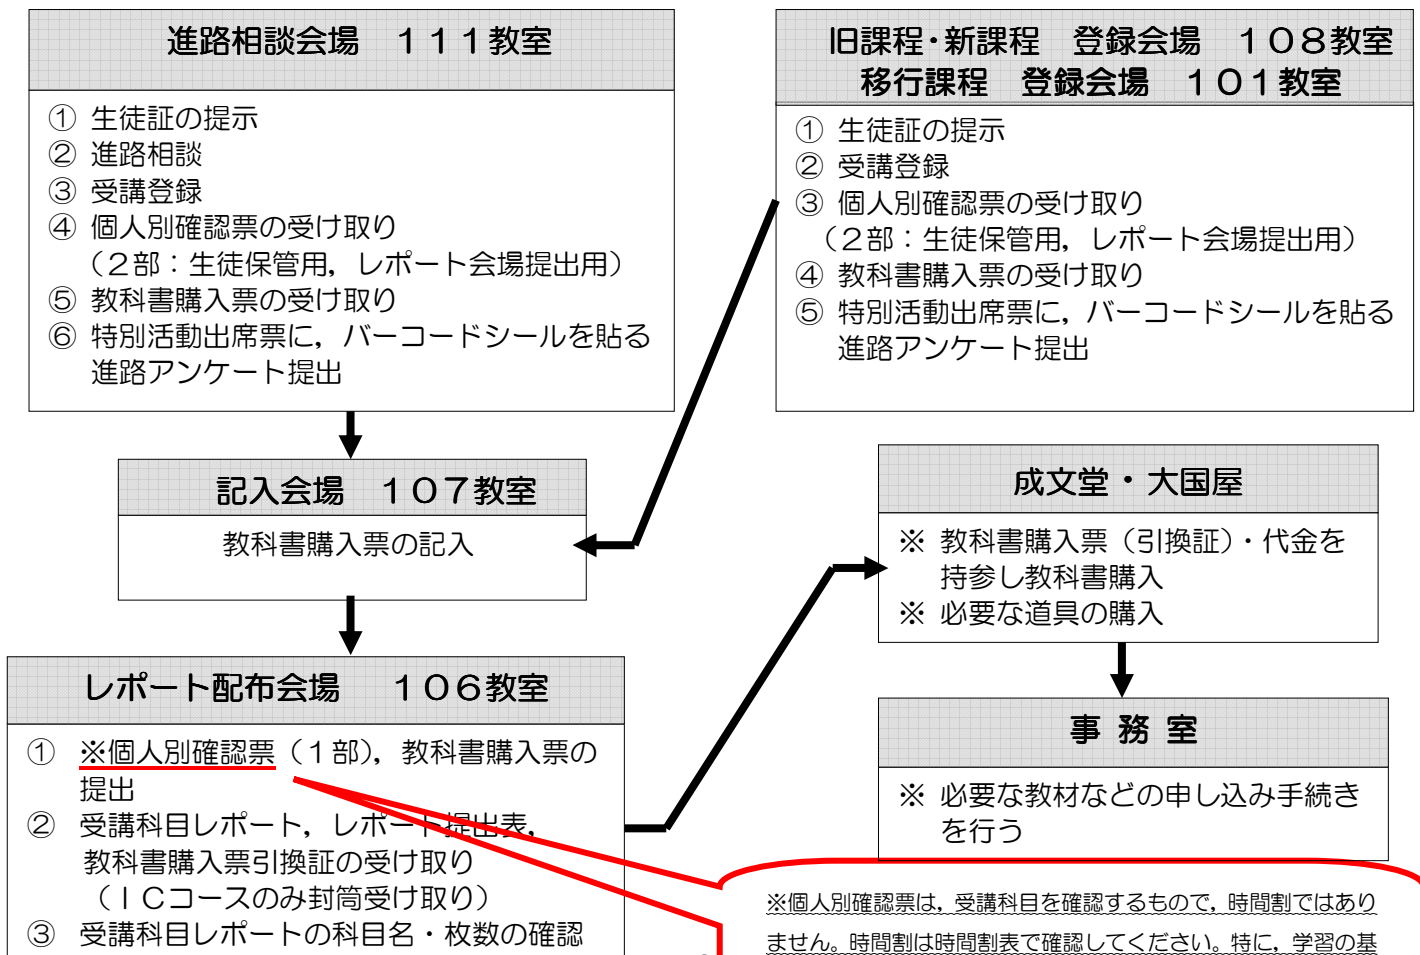 進路相談会場　１１１教室
① 生徒証の提示
② 進路相談
③ 受講登録
④ 個人別確認票の受け取り
（２部：生徒保管用，レポート会場提出用）
⑤ 教科書購入票の受け取り
⑥ 特別活動出席票に，バーコードシールを貼る
進路アンケート提出
旧課程・新課程　登録会場　１０８教室
移行課程　登録会場　１０１教室
① 生徒証の提示
② 受講登録
③ 個人別確認票の受け取り
（２部：生徒保管用，レポート会場提出用）
④ 教科書購入票の受け取り
⑤ 特別活動出席票に，バーコードシールを貼る
進路アンケート提出
記入会場　１０７教室
教科書購入票の記入
レポート配布会場　１０６教室
① ※個人別確認票（１部），教科書購入票の
提出
② 受講科目レポート，レポート提出表，
教科書購入票引換証の受け取り
（ＩＣコースのみ封筒受け取り）
③ 受講科目レポートの科目名・枚数の確認
成文堂・大国屋
※ 教科書購入票（引換証）・代金を
持参し教科書購入
※ 必要な道具の購入
事 務 室
※ 必要な教材などの申し込み手続き
を行う
※個人別確認票は，受講科目を確認するもので，時間割ではあり
ません。時間割は時間割表で確認してください。特に，学習の基